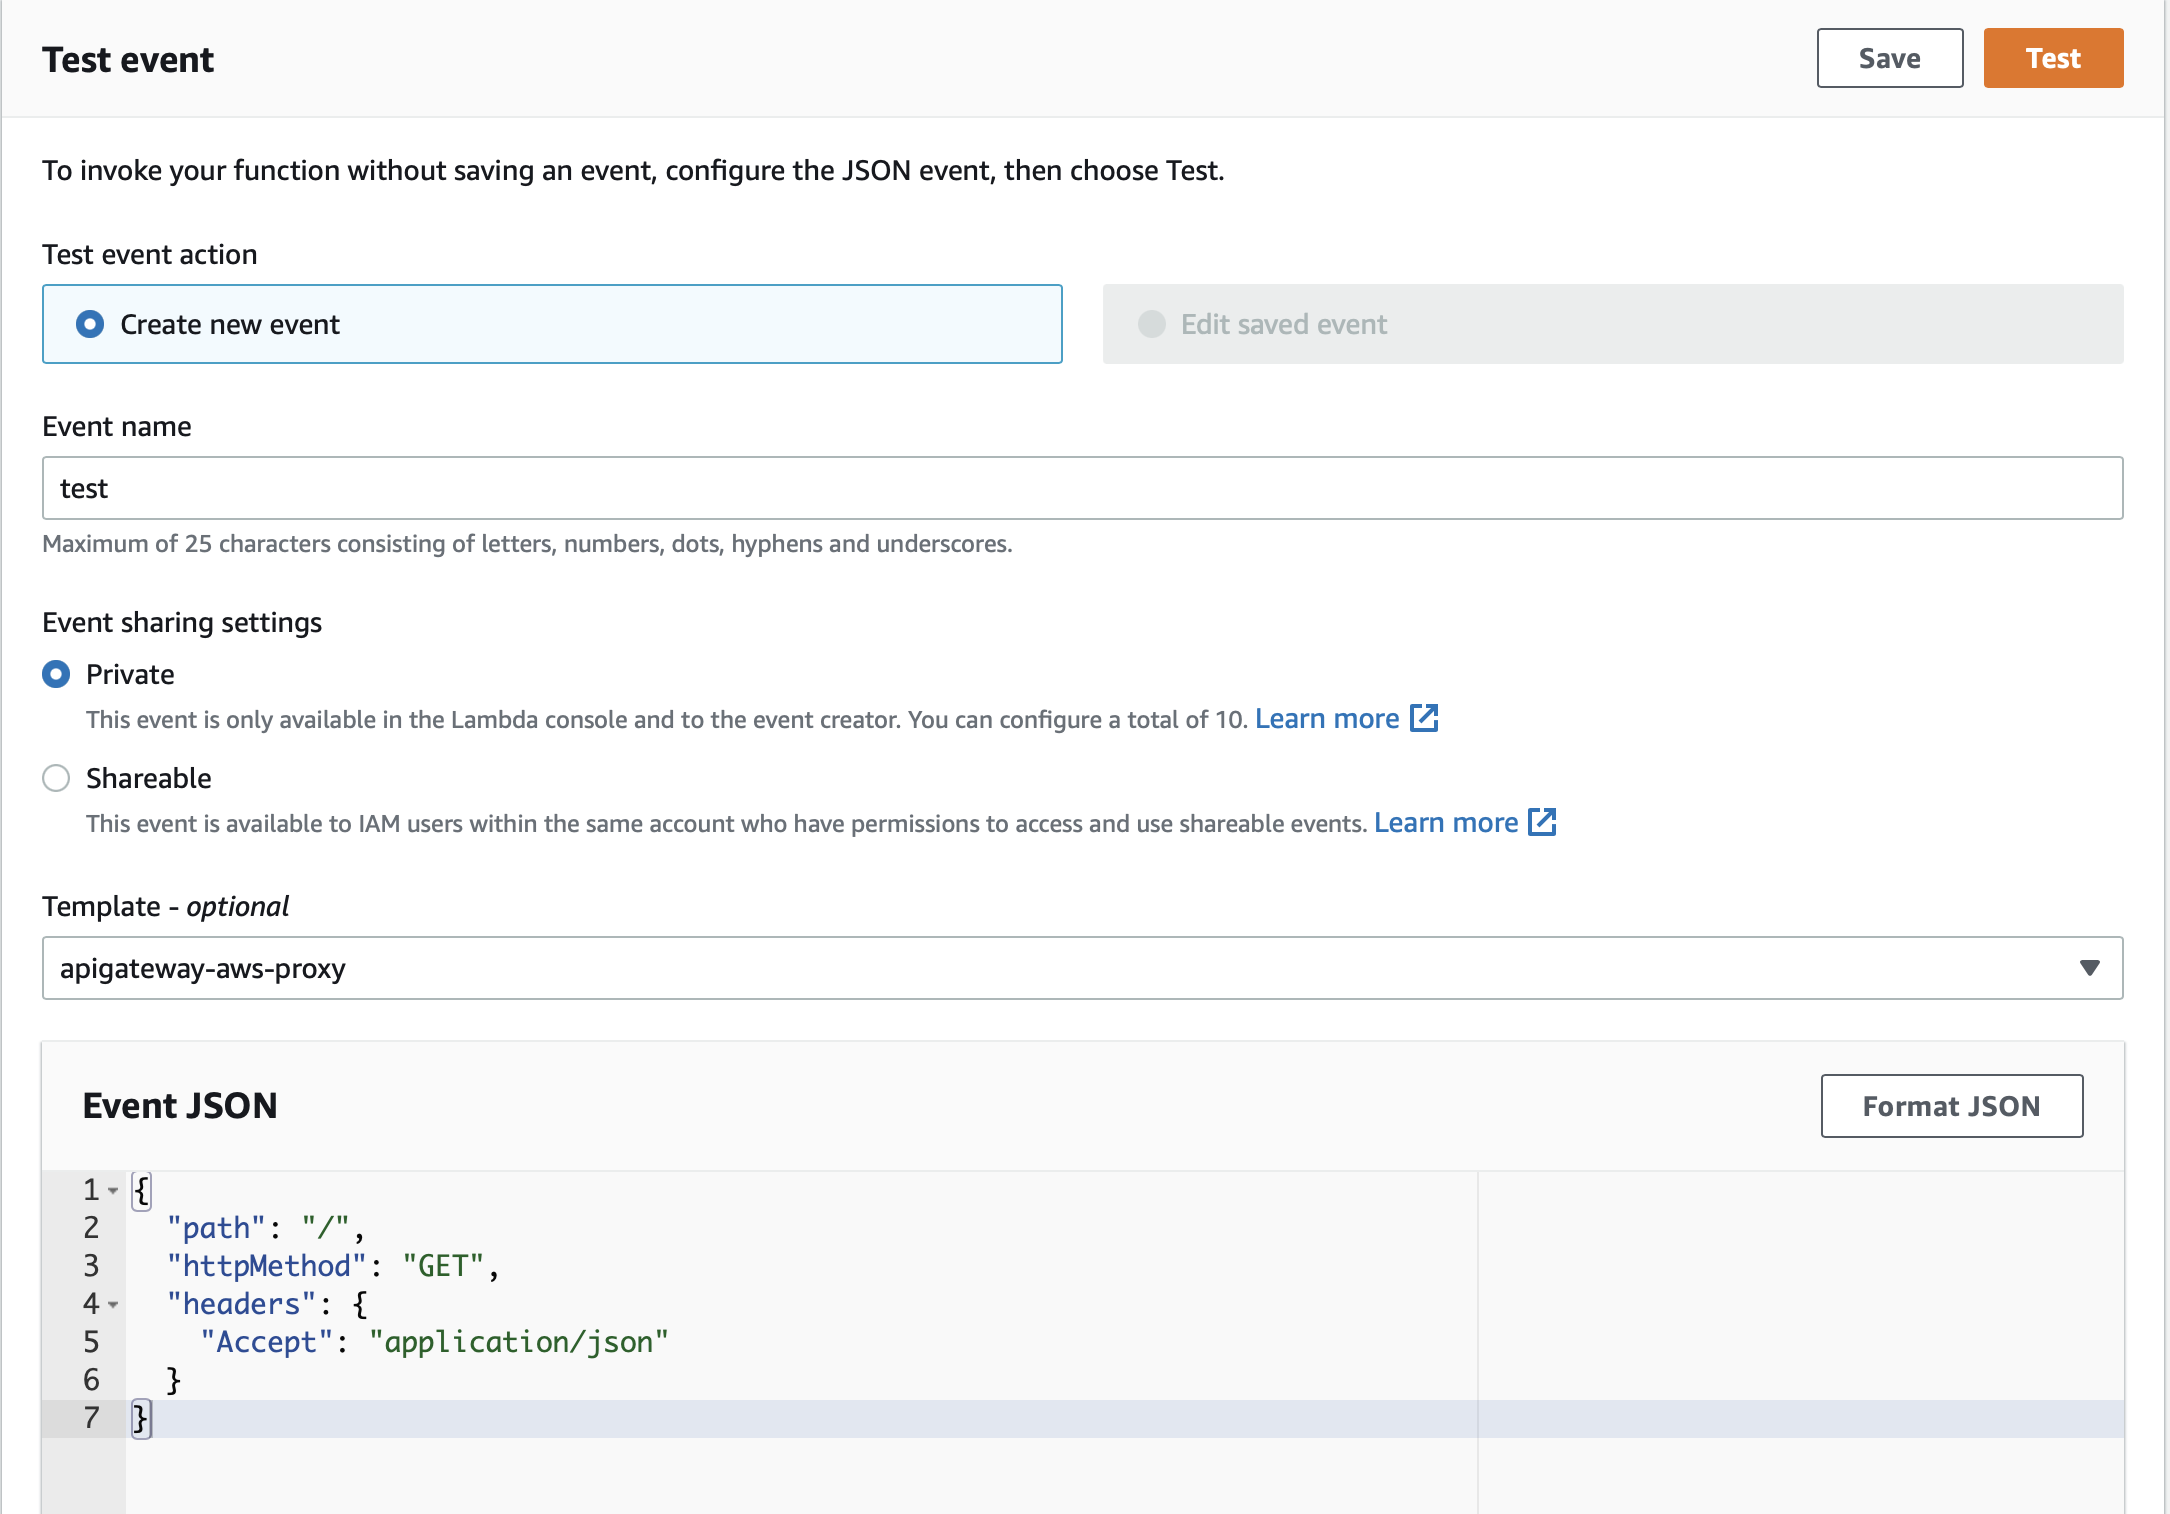 Test event
Save
Test
To invoke your function without saving an event, configure the JSON event, then choose Test.
Test event action
Create new event
Edit saved event
Event name
test
Maximum of 25 characters consisting of letters, numbers, dots, hyphens and underscores.
Event sharing settings
Private
This event is only available in the Lambda console and to the event creator. You can configure a total of 10. Learn more
Shareable
This event is available to IAM users within the same account who have permissions to access and use shareable events. Learn more
Template - optional
apigateway-aws-proxy
Event JSON
Format JSON
1 {
2 "path": "/",
3 "httpMethod": "GET",
4 "headers": {
5 "Accept": "application/json"
6 }
7 }